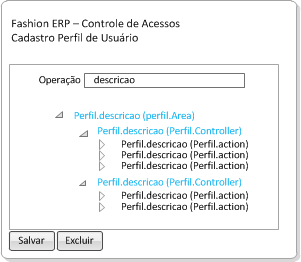 Fashion ERP – Controle de Acessos
Cadastro Perfil de Usuário
Operação descricao
Perfil.descricao (perfil.Area)
Perfil.descricao (Perfil.Controller)
Perfil.descricao (Perfil.action)
Perfil.descricao (Perfil.action)
Perfil.descricao (Perfil.action)
Perfil.descricao (Perfil.Controller)
Perfil.descricao (Perfil.action)
Perfil.descricao (Perfil.action)
Salvar Excluir